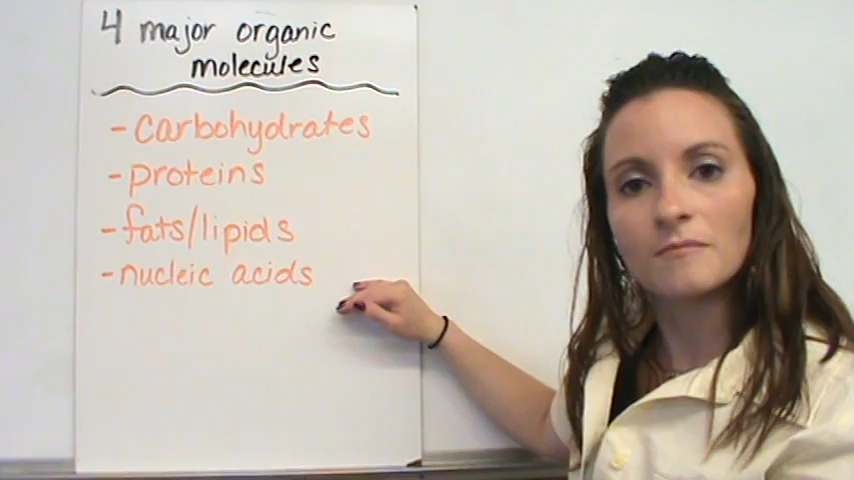 4 major organic
molecules
- carbohydrates
- proteins
- fats/lipids
- nucleic acids